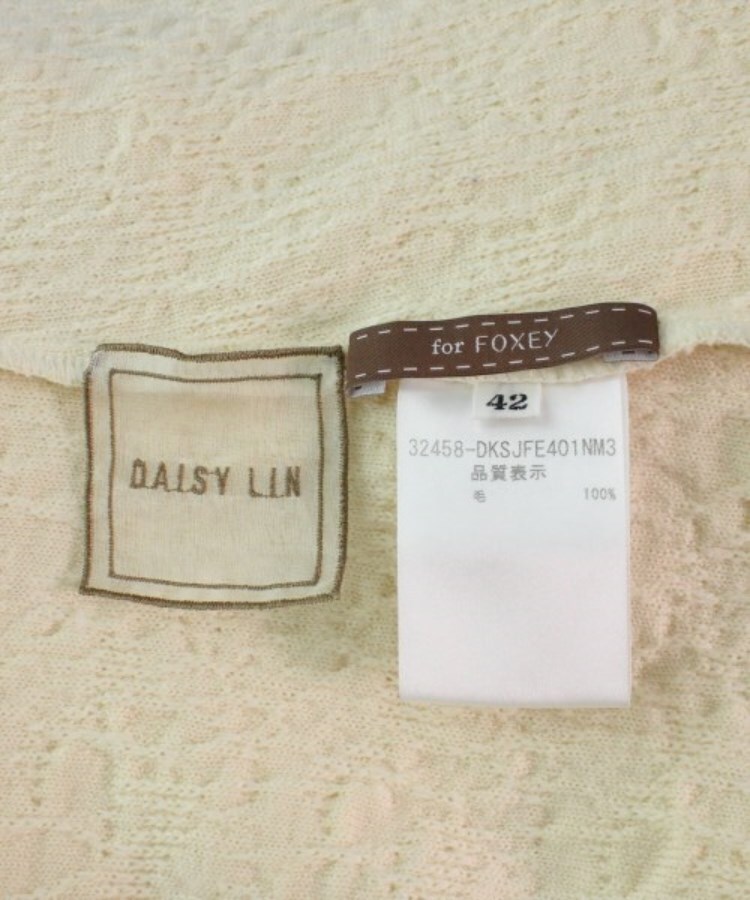 DAISY LIN
for FOXEY
42
32458-DKSJFE401NM3
品質表示
毛 100%